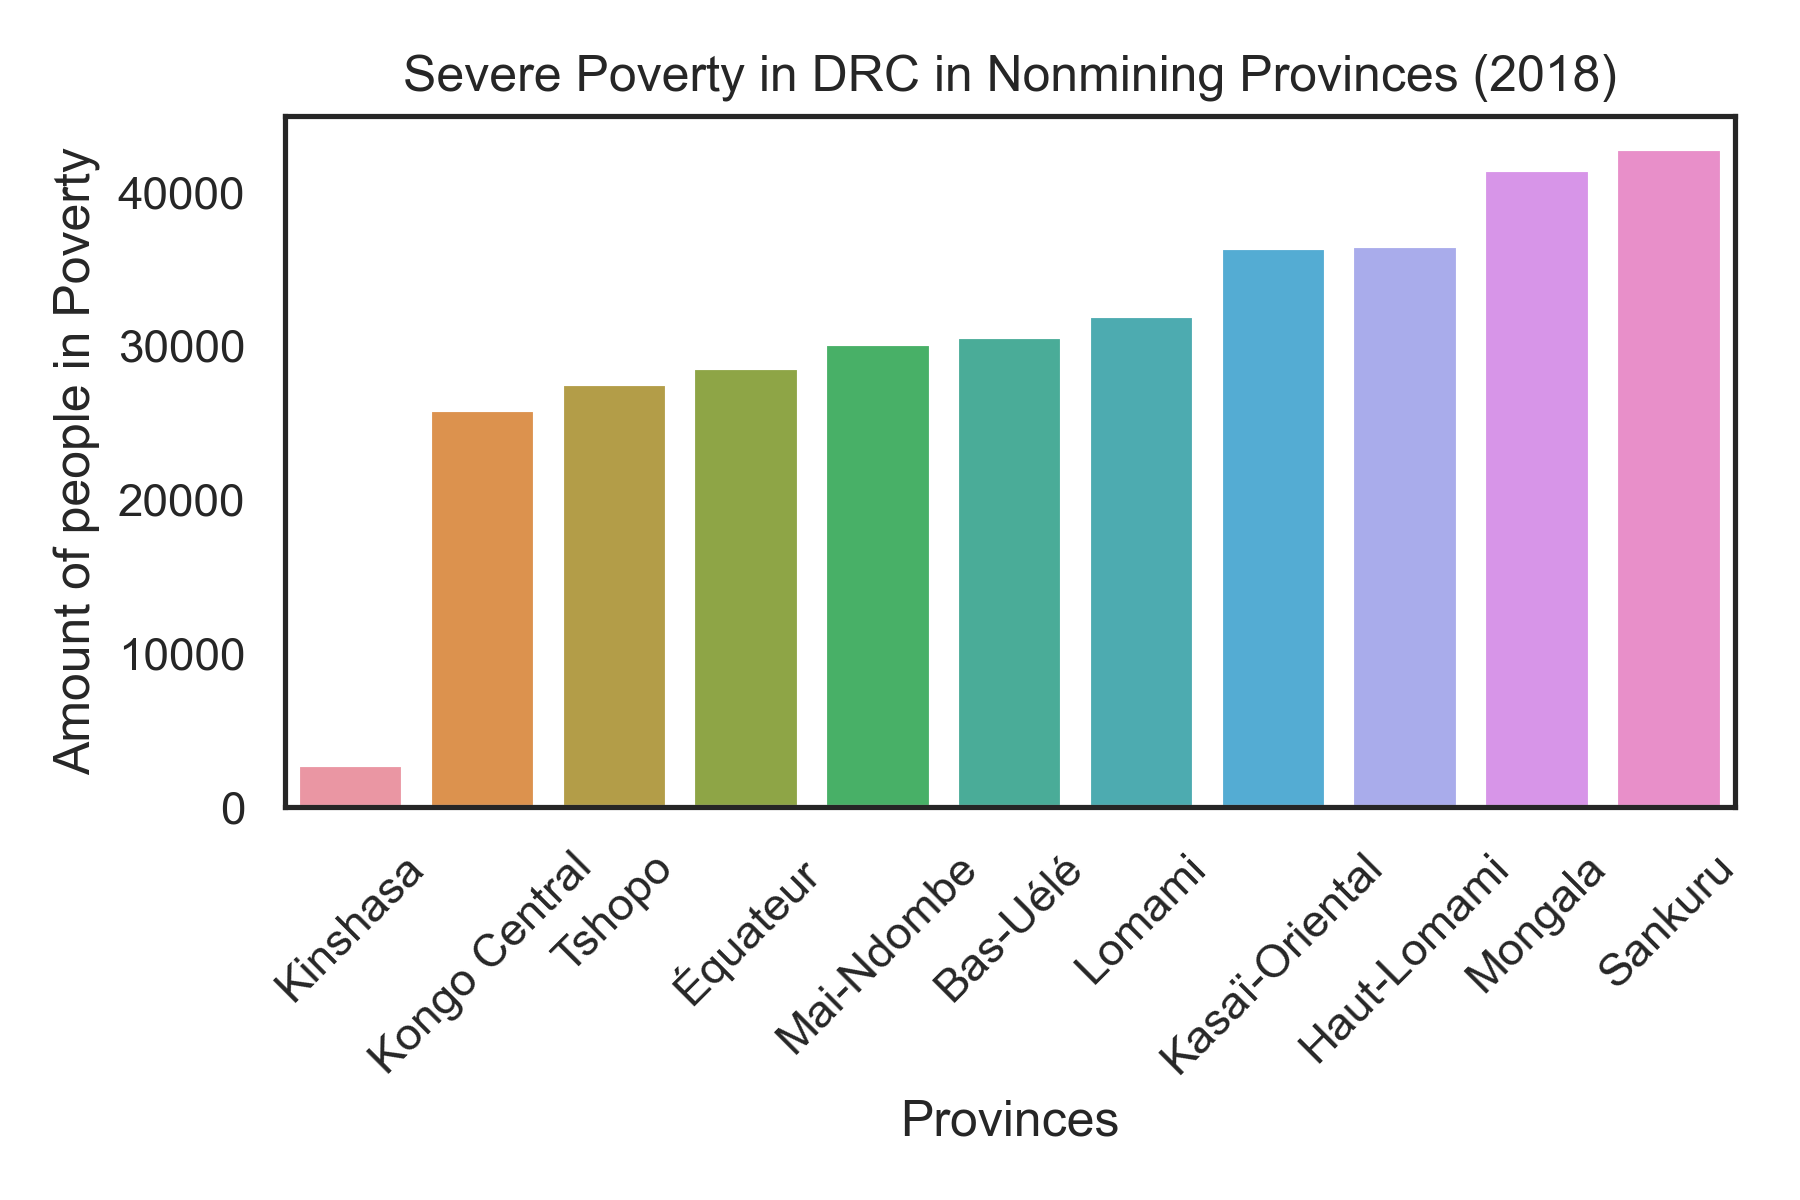 Severe Poverty in DRC in Nonmining Provinces (2018)
Amount of people in Poverty
40000
30000
20000
10000
0
Kinshasa
Kongo Central
Tshopo
Équateur
Mai-Ndombe
Bas-Uélé
Lomami
Kasaï-Oriental
Haut-Lomami
Mongala
Sankuru
Provinces